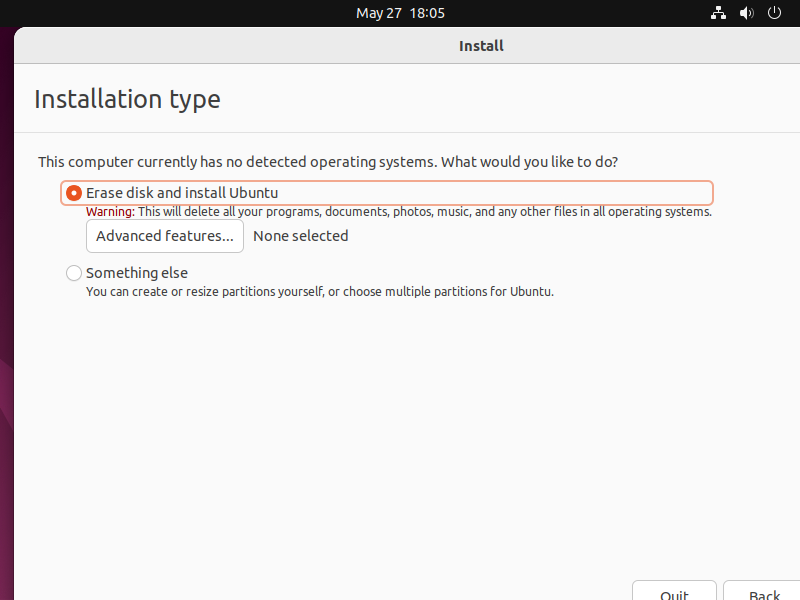 May 27  18:05
Install
Installation type
This computer currently has no detected operating systems. What would you like to do?
Erase disk and install Ubuntu
Warning: This will delete all your programs, documents, photos, music, and any other files in all operating systems.
Advanced features... None selected
Something else
You can create or resize partitions yourself, or choose multiple partitions for Ubuntu.
Quit Back